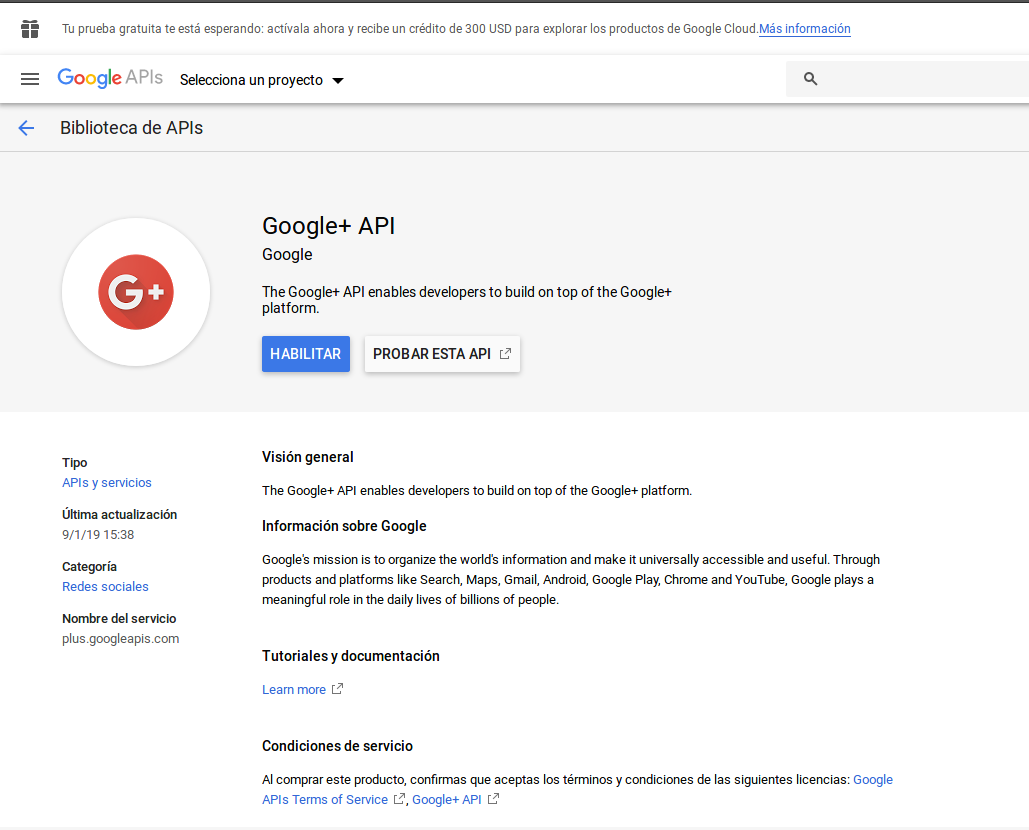 Tu prueba gratuita te está esperando: actívala ahora y recibe un crédito de 300 USD para explorar los productos de Google Cloud.Más información
Google APIs Selecciona un proyecto
Biblioteca de APIs
Google+ API
Google
The Google+ API enables developers to build on top of the Google+
platform.
G+
HABILITAR PROBAR ESTA API
Tipo
APIs y servicios
Última actualización
9/1/19 15:38
Categoría
Redes sociales
Nombre del servicio
plus.googleapis.com
Visión general
The Google+ API enables developers to build on top of the Google+ platform.
Información sobre Google
Google's mission is to organize the world's information and make it universally accessible and useful. Through
products and platforms like Search, Maps, Gmail, Android, Google Play, Chrome and YouTube, Google plays a
meaningful role in the daily lives of billions of people.
Tutoriales y documentación
Learn more
Condiciones de servicio
Al comprar este producto, confirmas que aceptas los términos y condiciones de las siguientes licencias: Google
APIs Terms of Service , Google+ API